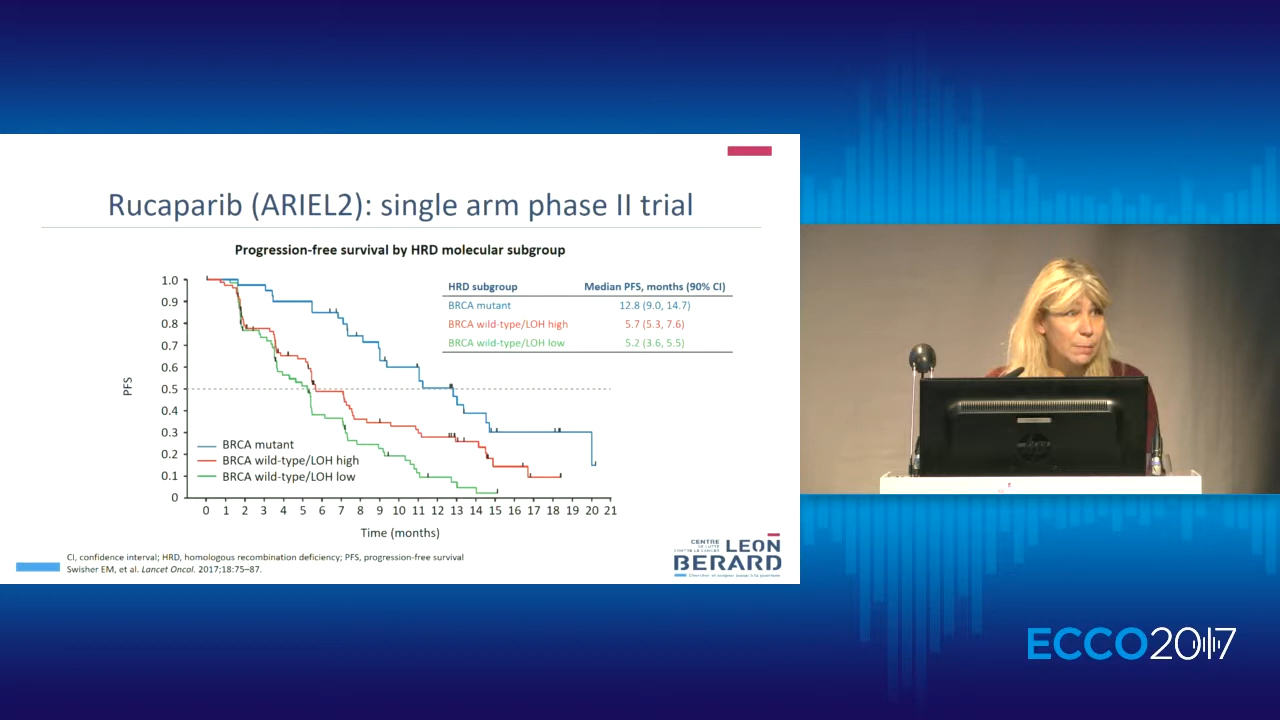 Rucaparib (ARIEL2): single arm phase II trial
Progression-free survival by HRD molecular subgroup
HRD subgroup Median PFS, months (90% CI)
BRCA mutant 12.8 (9.0, 14.7)
BRCA wild-type/LOH high 5.7 (5.3, 7.6)
BRCA wild-type/LOH low 5.2 (3.6, 5.5)
PFS
1.0
0.9
0.8
0.7
0.6
0.5
0.4
0.3
0.2
0.1
0
BRCA mutant
BRCA wild-type/LOH high
BRCA wild-type/LOH low
0 1 2 3 4 5 6 7 8 9 10 11 12 13 14 15 16 17 18 19 20 21
Time (months)
CI, confidence interval; HRD, homologous recombination deficiency; PFS, progression-free survival
Swisher EM, et al. Lancet Oncol. 2017;18:75–87.
CENTRE
DE LUTTE
CONTRE LE CANCER
LEON
BERARD
ECCO2017